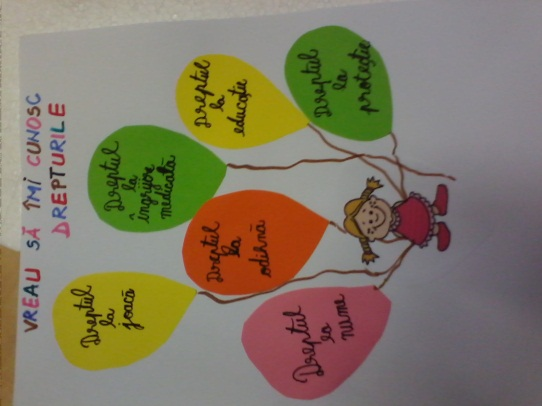 VREAU SĂ ÎMI CUNOSC
DREPTURILE
Dreptul
la
joacă
Dreptul
la
îngrijire
medicală
Dreptul
la
odihnă
Dreptul
la
educație
Dreptul
la
nume
Dreptul
la
protecție